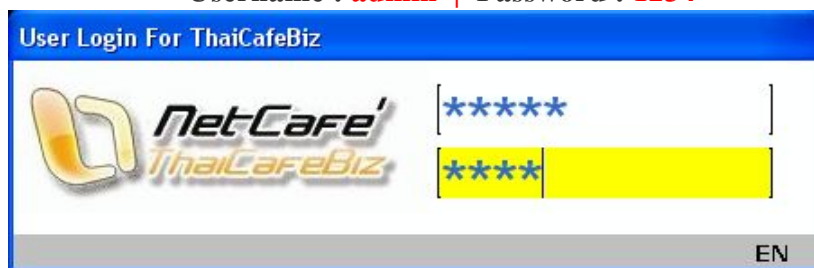 Username : admin | Password : 1234
User Login For ThaiCafeBiz
NetCafe' *****
ThaiCafeBiz ****
EN